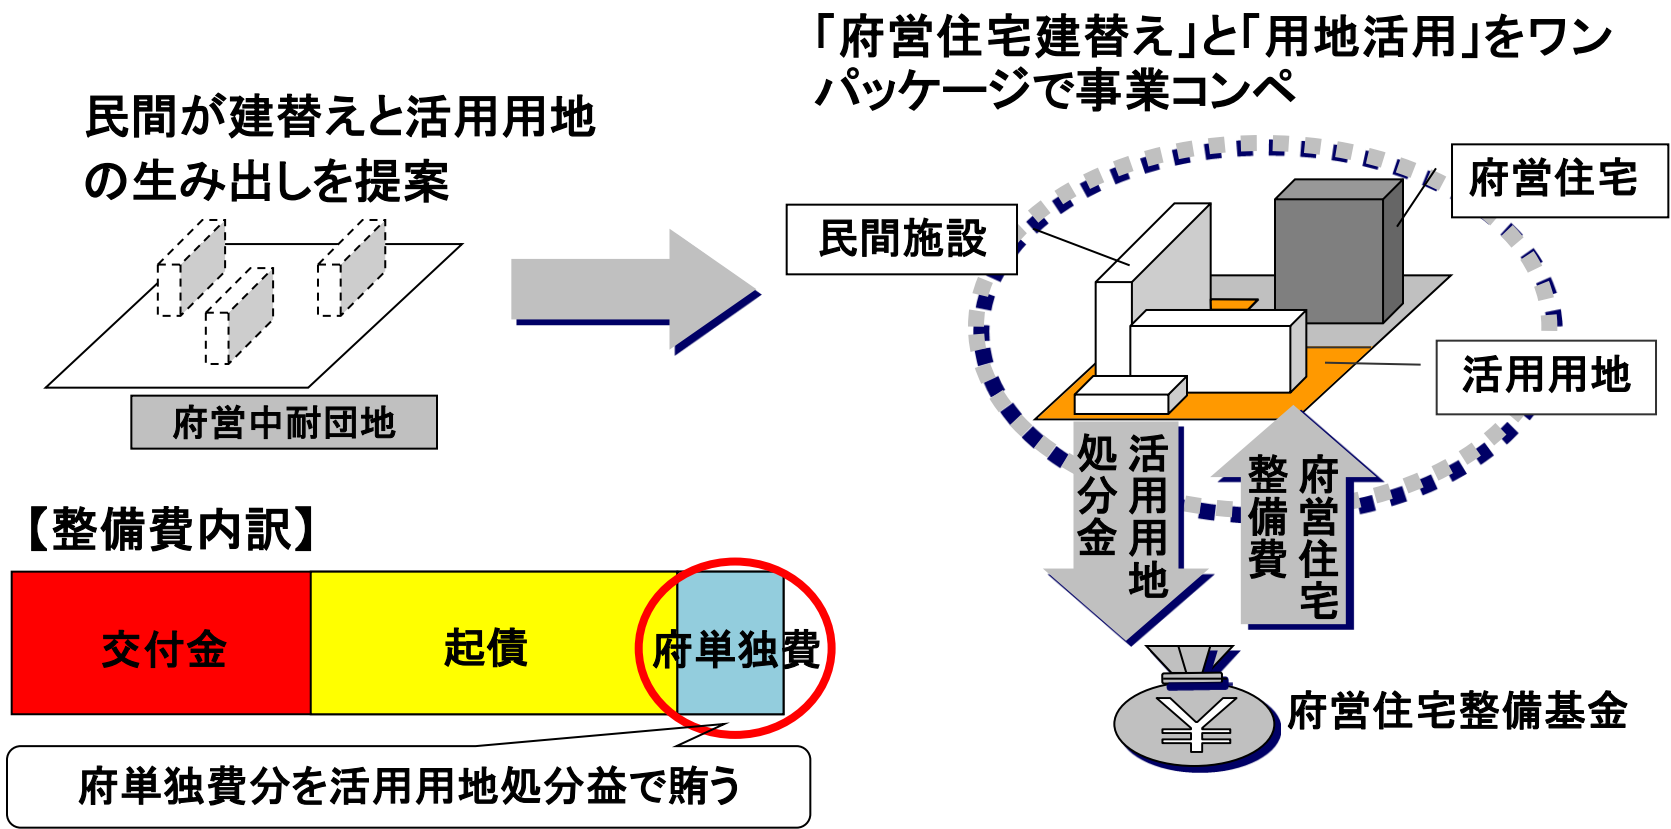 「府営住宅建替え」と「用地活用」をワン
パッケージで事業コンペ
民間が建替えと活用用地
の生み出しを提案
府営住宅
民間施設
活用用地
府営中耐団地
活用用地
処分金
府営住宅
整備費
【整備費内訳】
交付金
起債
府単独費
府営住宅整備基金
¥
府単独費分を活用用地処分益で賄う